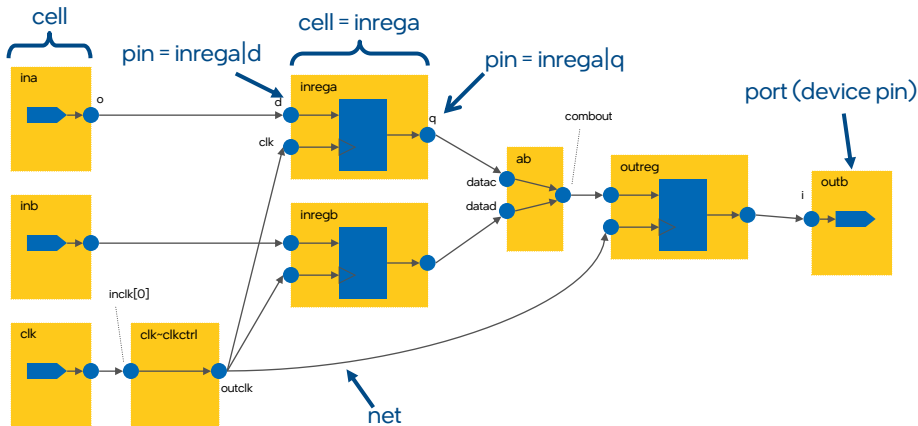 cell
cell = inrega
pin = inrega|d
pin = inrega|q
port (device pin)
ina
o
inrega
d
q
clk
combout
ab
datac
datad
outreg
outb
i
inb
inregb
inclk[0]
clk
clk~clkctrl
outclk
net